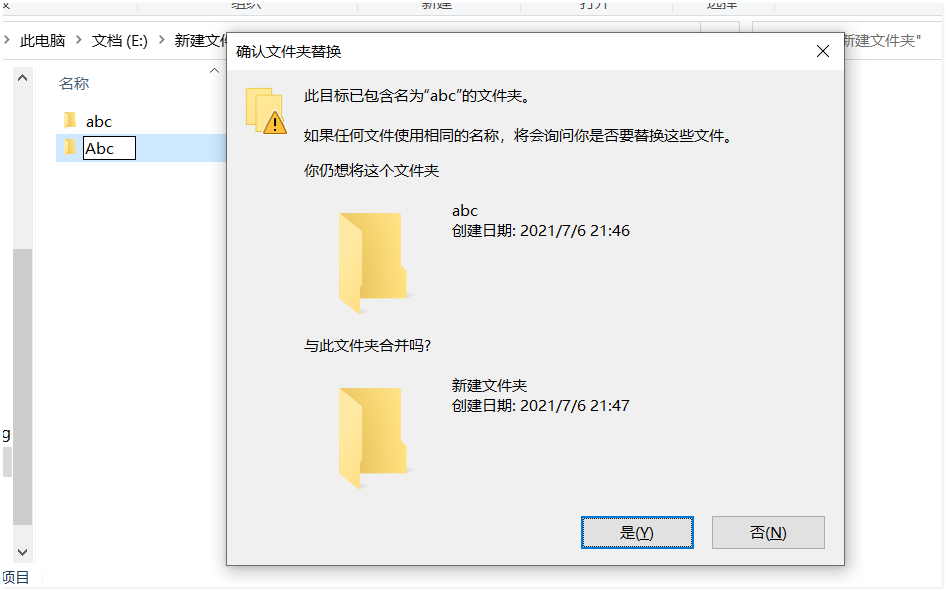 组织
新建
打开
选择
此电脑 > 文档 (E:) > 新建文件
新建文件夹"
名称
abc
Abc
确认文件夹替换
此目标已包含名为“abc”的文件夹。
如果任何文件使用相同的名称，将会询问你是否要替换这些文件。
你仍想将这个文件夹
abc
创建日期: 2021/7/6 21:46
与此文件夹合并吗?
新建文件夹
创建日期: 2021/7/6 21:47
是(Y)
否(N)
g
项目